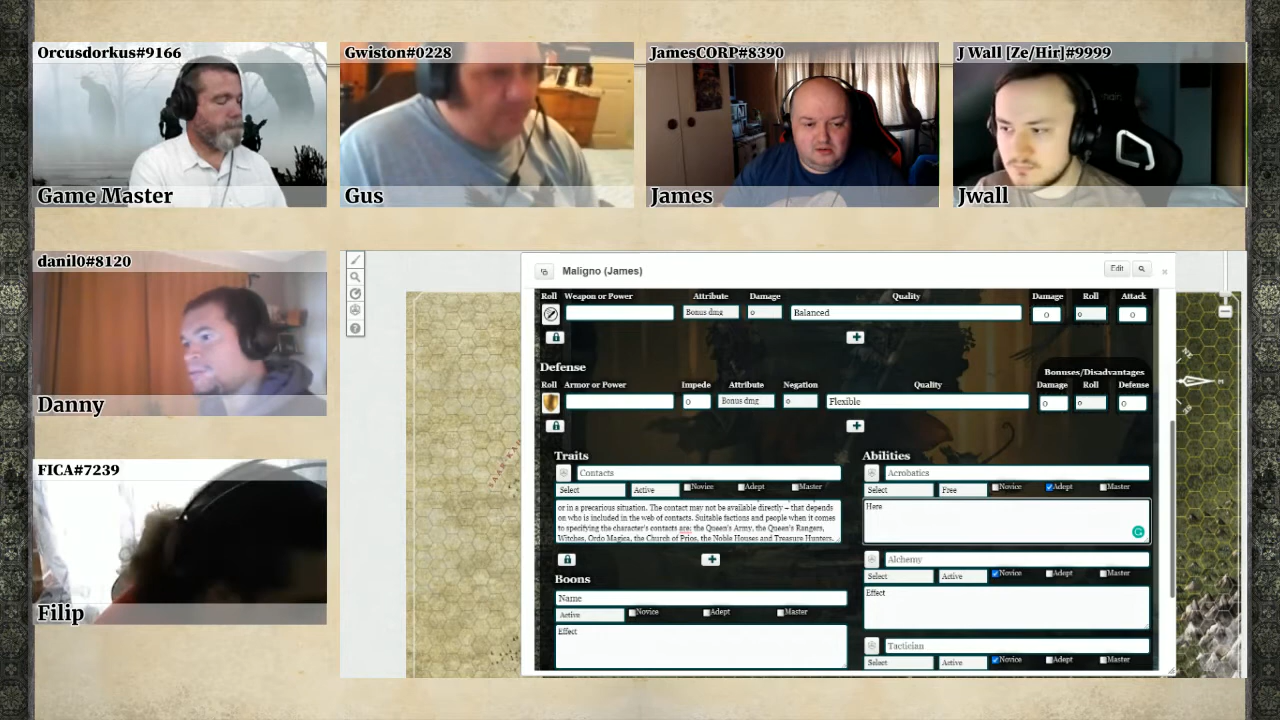 Orcusdorkus#9166
Gwiston#0228
JamesCORP#8390
J Wall [Ze/Hir]#9999
Game Master
Gus
James
Jwall
danil0#8120
Danny
FICA#7239
Filip
Maligno (James)
Edit
Roll Weapon or Power Attribute Damage Quality Damage Roll Attack
Bonus dmg 0 Balanced 0 0 0
Defense
Bonuses/Disadvantages
Roll Armor or Power Impede Attribute Negation Quality Damage Roll Defense
0 Bonus dmg 0 Flexible 0 0 0
Traits
Contacts
Select Active Novice Adept Master
or in a precarious situation. The contact may not be available directly – that depends
on who is included in the web of contacts. Suitable factions and people when it comes
to specifying the character's contacts are: the Queen's Army, the Queen's Rangers,
Witches, Ordo Magica, the Church of Prios, the Noble Houses and Treasure Hunters.
Boons
Name
Active Novice Adept Master
Effect
Abilities
Acrobatics
Select Free Novice Adept Master
Here
Alchemy
Select Active Novice Adept Master
Effect
Tactician
Select Active Novice Adept Master